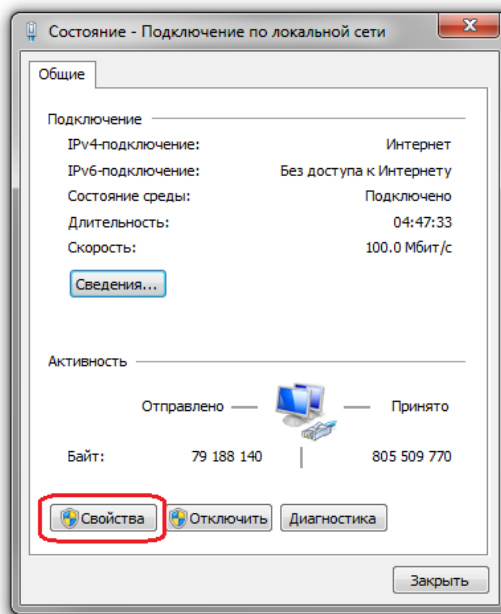 Состояние - Подключение по локальной сети
Общие
Подключение
IPv4-подключение: Интернет
IPv6-подключение: Без доступа к Интернету
Состояние среды: Подключено
Длительность: 04:47:33
Скорость: 100.0 Мбит/с
Сведения...
Активность
Отправлено — — Принято
Байт: 79 188 140 | 805 509 770
Свойства Отключить Диагностика
Закрыть